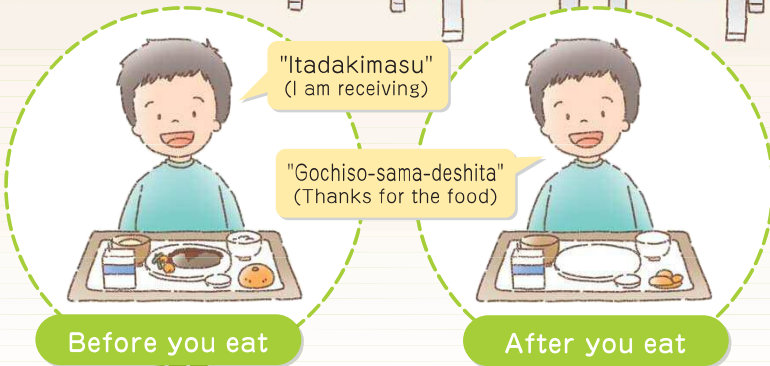 "Itadakimasu"
(I am receiving)
"Gochiso-sama-deshita"
(Thanks for the food)
Before you eat
After you eat